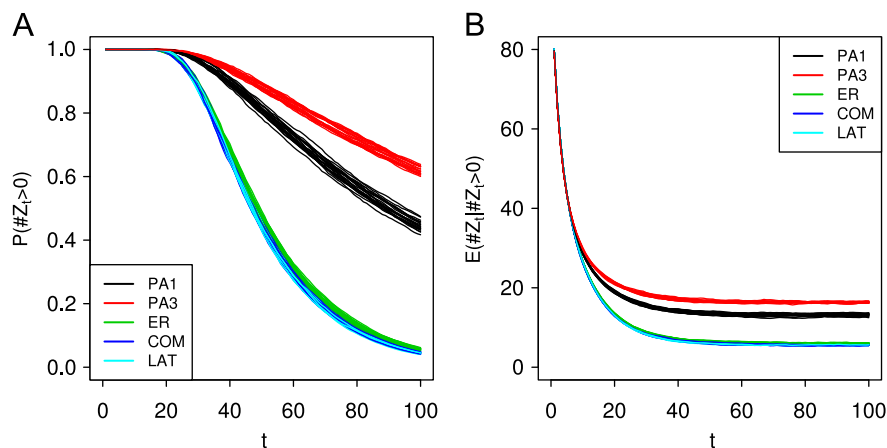 A
1.0
0.8
0.6
0.4
0.2
0.0
P(#Z_t>0)
PA1
PA3
ER
COM
LAT
0 20 40 60 80 100
t
B
80
60
40
20
0
E(#Z_t|#Z_t>0)
PA1
PA3
ER
COM
LAT
0 20 40 60 80 100
t